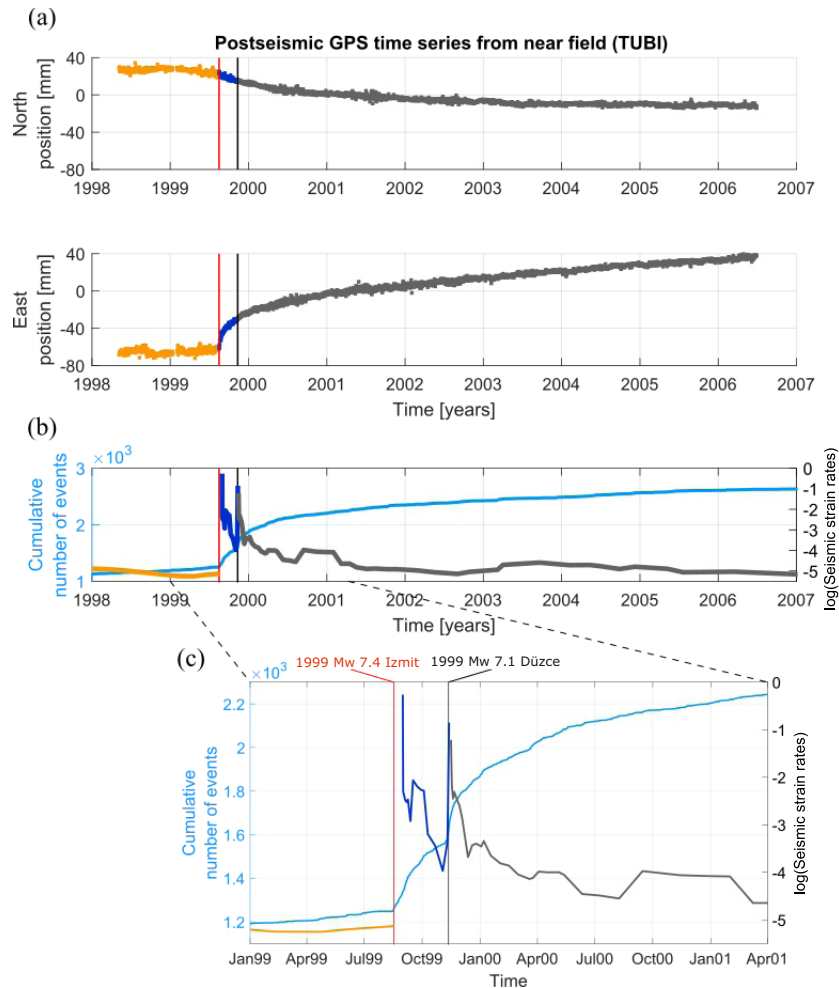 (a)
Postseismic GPS time series from near field (TUBI)
North
position [mm]
40
0
-40
-80
1998 1999 2000 2001 2002 2003 2004 2005 2006 2007
East
position [mm]
40
0
-40
-80
1998 1999 2000 2001 2002 2003 2004 2005 2006 2007
Time [years]
(b)
×10³
Cumulative
number of events
3
2
1
0
-1
-2
-3
-4
-5
log(Seismic strain rates)
1998 1999 2000 2001 2002 2003 2004 2005 2006 2007
Time [years]
(c)
1999 Mw 7.4 Izmit
1999 Mw 7.1 Düzce
×10³
Cumulative
number of events
2.2
2
1.8
1.6
1.4
1.2
0
-1
-2
-3
-4
-5
log(Seismic strain rates)
Jan99 Apr99 Jul99 Oct99 Jan00 Apr00 Jul00 Oct00 Jan01 Apr01
Time